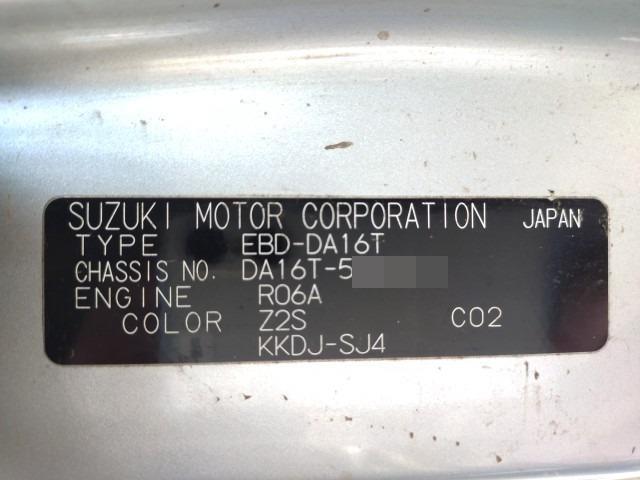 SUZUKI MOTOR CORPORATION JAPAN
TYPE EBD-DA16T
CHASSIS NO. DA16T-5
ENGINE R06A
COLOR Z2S C02
KKDJ-SJ4